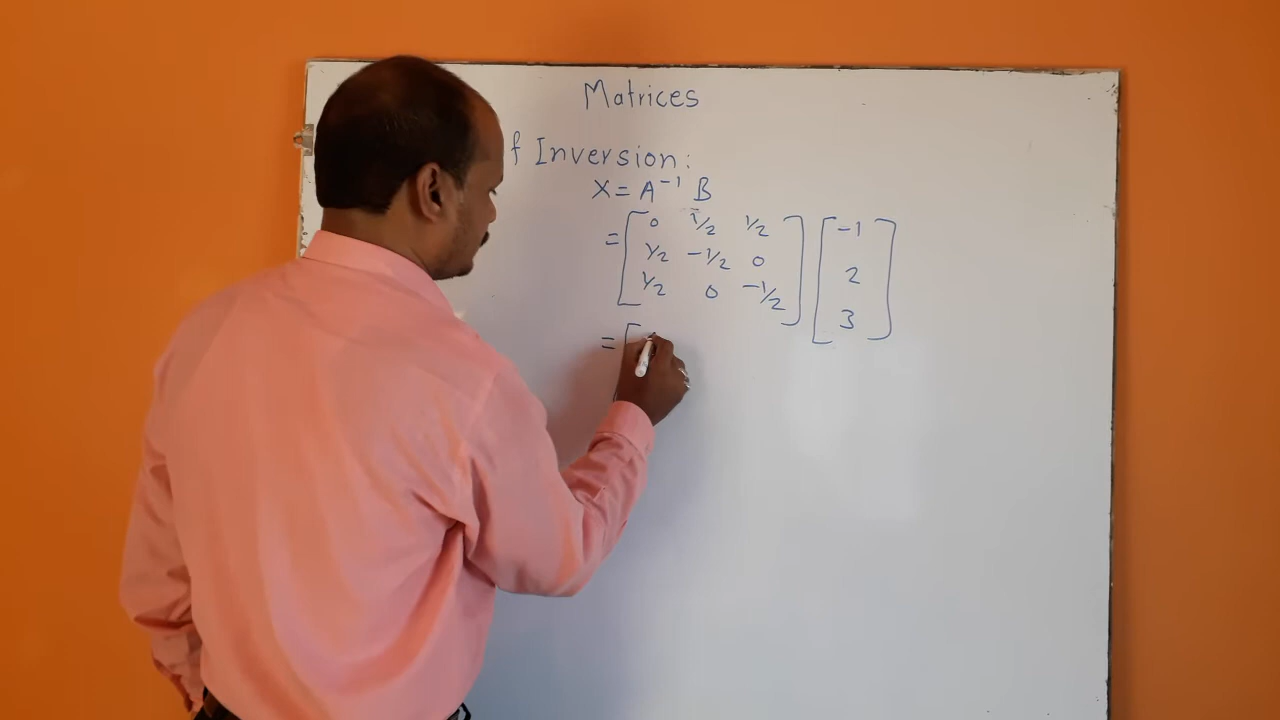 Matrices
f Inversion:
X = A⁻¹ B
= [ 0 1/2 1/2 ] [ -1 ]
[ 1/2 -1/2 0 ] [ 2 ]
[ 1/2 0 -1/2 ] [ 3 ]
= [